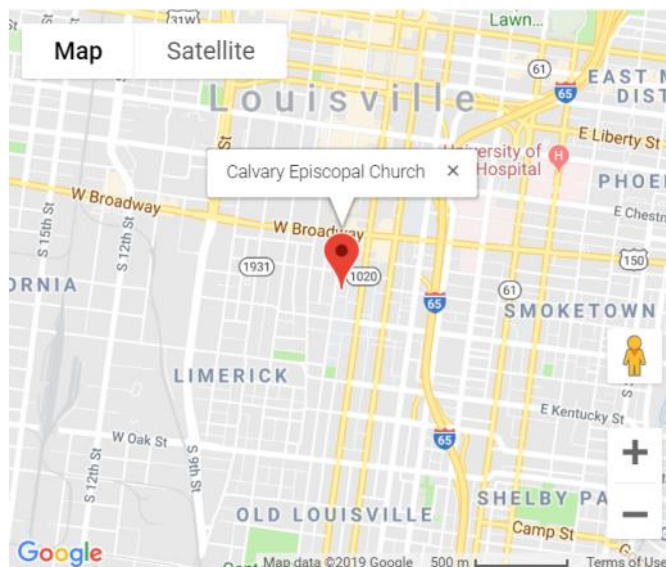 31W
Lawn...
Map
Satellite
61
EAST M
DIST
65
Louisville
E Liberty St
University of
Hospital
H
Calvary Episcopal Church ×
PHOE
E Chestn
W Broadway
W Broadway
S 15th St
S 12th St
St
1931
1020
150
ORNIA
65
61
SMOKETOWN
LIMERICK
E Kentucky St
W Oak St
65
S 12th St
S 9th St
+
SHELBY PA
−
OLD LOUISVILLE
Camp St
Google
Map data ©2019 Google
500 m
Terms of Use